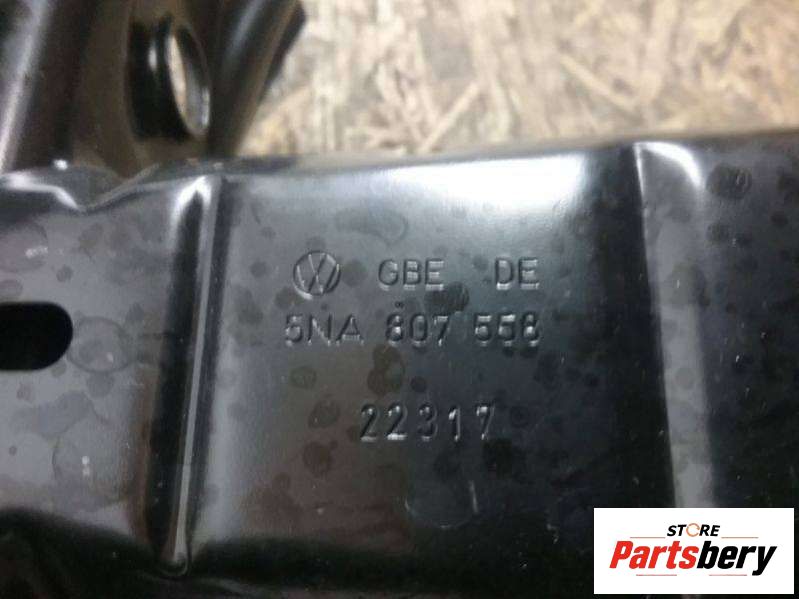 GBE DE
5NA 807 558
22317
STORE
Partsbery